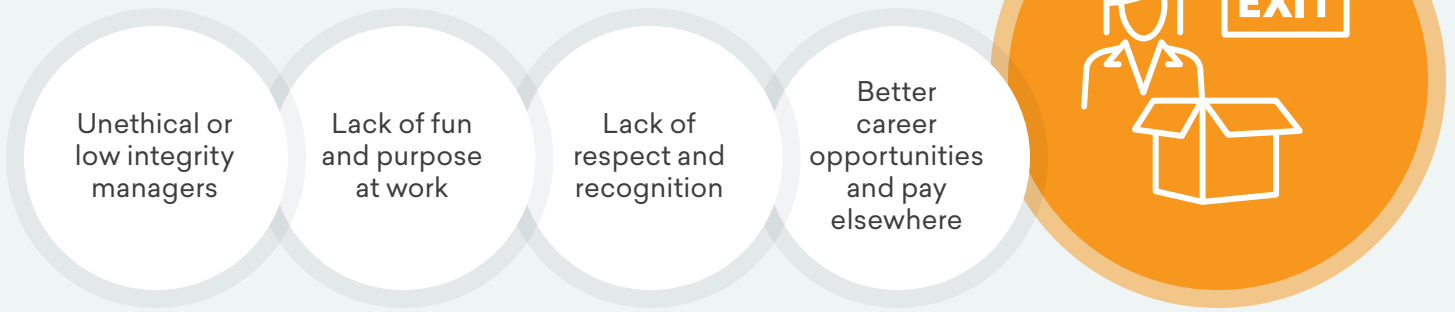 Unethical or
low integrity
managers
Lack of fun
and purpose
at work
Lack of
respect and
recognition
Better
career
opportunities
and pay
elsewhere
EXIT